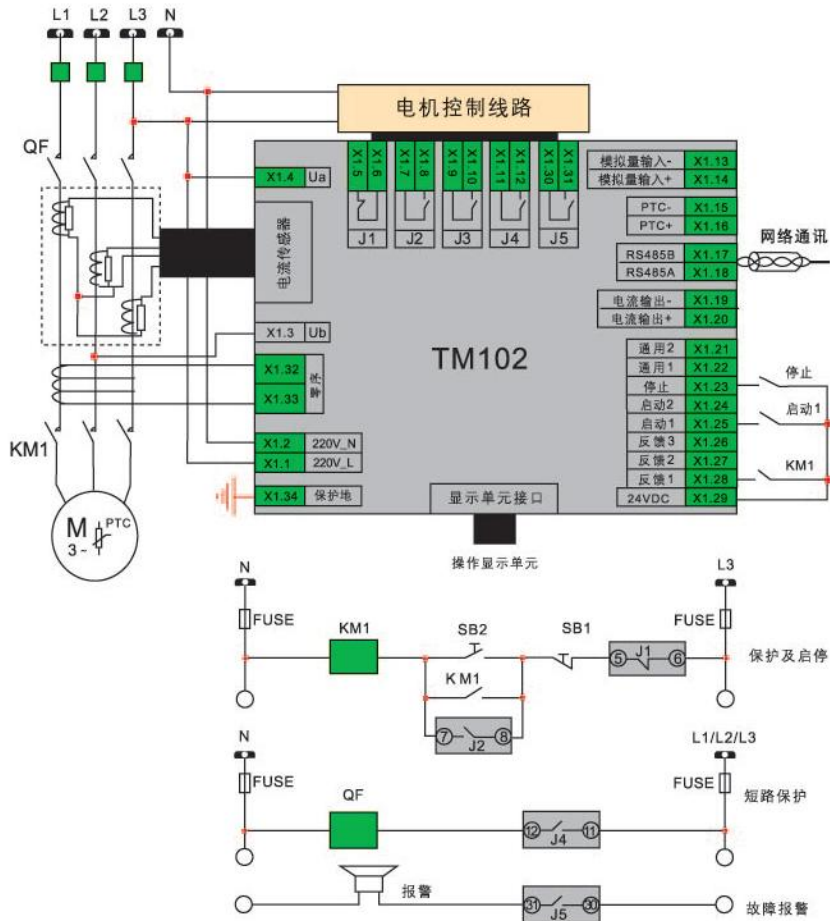 L1
L2
L3
N
电机控制线路
QF
X1.4
Ua
X1.5
X1.6
X1.7
X1.8
X1.9
X1.10
X1.11
X1.12
X1.30
X1.31
J1
J2
J3
J4
J5
模拟量输入-
X1.13
模拟量输入+
X1.14
PTC-
X1.15
PTC+
X1.16
网络通讯
RS485B
X1.17
RS485A
X1.18
电流传感器
电流输出-
X1.19
电流输出+
X1.20
X1.3
Ub
TM102
通用2
X1.21
通用1
X1.22
停止
X1.23
停止
启动2
X1.24
启动1
X1.25
启动1
反馈3
X1.26
反馈2
X1.27
反馈1
X1.28
KM1
24VDC
X1.29
X1.32
X1.33
零序
KM1
X1.2
220V_N
X1.1
220V_L
X1.34
保护地
显示单元接口
操作显示单元
M
3~
PTC
N
L3
FUSE
KM1
SB2
SB1
FUSE
5
J1
6
保护及启停
KM1
7
8
J2
N
L1/L2/L3
FUSE
QF
FUSE
短路保护
12
11
J4
报警
31
30
J5
故障报警